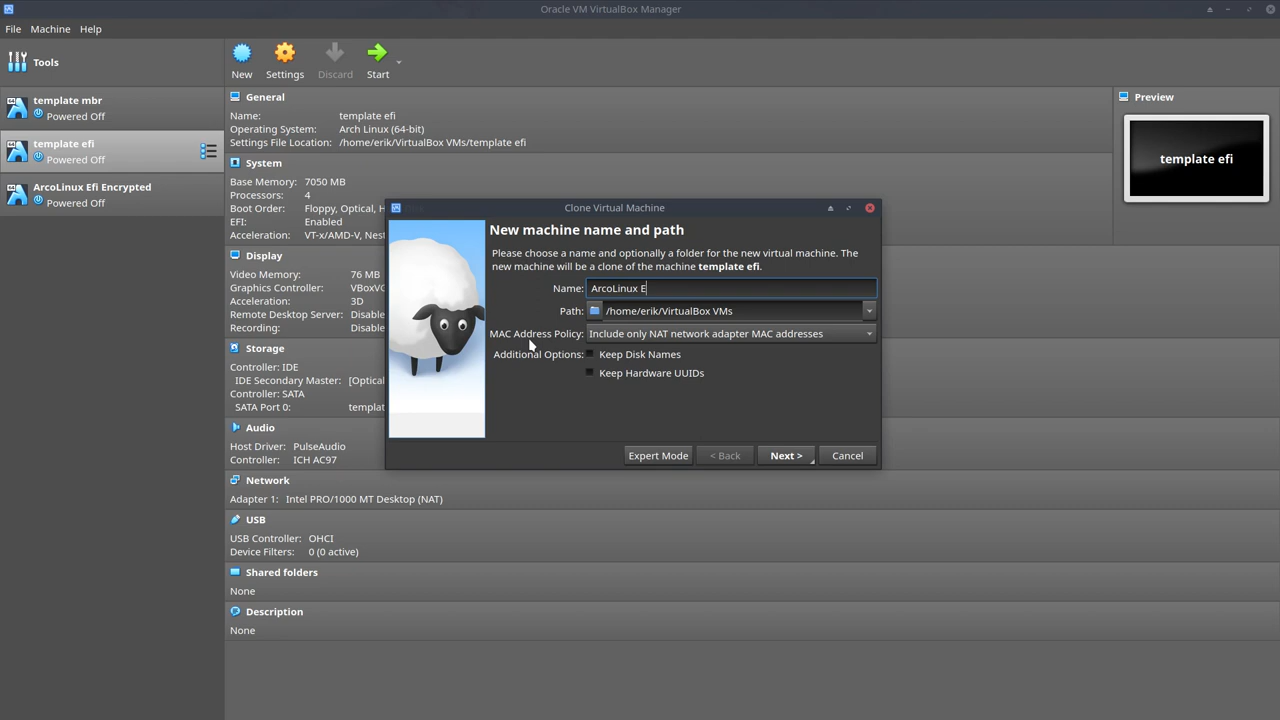 Oracle VM VirtualBox Manager
File Machine Help
Tools
New Settings Discard Start
template mbr
Powered Off
template efi
Powered Off
ArcoLinux Efi Encrypted
Powered Off
General
Name: template efi
Operating System: Arch Linux (64-bit)
Settings File Location: /home/erik/VirtualBox VMs/template efi
System
Base Memory: 7050 MB
Processors: 4
Boot Order: Floppy, Optical, H
EFI: Enabled
Acceleration: VT-x/AMD-V, Nest
Display
Video Memory: 76 MB
Graphics Controller: VBoxVG
Acceleration: 3D
Remote Desktop Server: Disable
Recording: Disable
Storage
Controller: IDE
IDE Secondary Master: [Optical
Controller: SATA
SATA Port 0: templat
Audio
Host Driver: PulseAudio
Controller: ICH AC97
Network
Adapter 1: Intel PRO/1000 MT Desktop (NAT)
USB
USB Controller: OHCI
Device Filters: 0 (0 active)
Shared folders
None
Description
None
Preview
template efi
Clone Virtual Machine
New machine name and path
Please choose a name and optionally a folder for the new virtual machine. The
new machine will be a clone of the machine template efi.
Name: ArcoLinux E
Path: /home/erik/VirtualBox VMs
MAC Address Policy: Include only NAT network adapter MAC addresses
Additional Options: Keep Disk Names
Keep Hardware UUIDs
Expert Mode < Back Next > Cancel